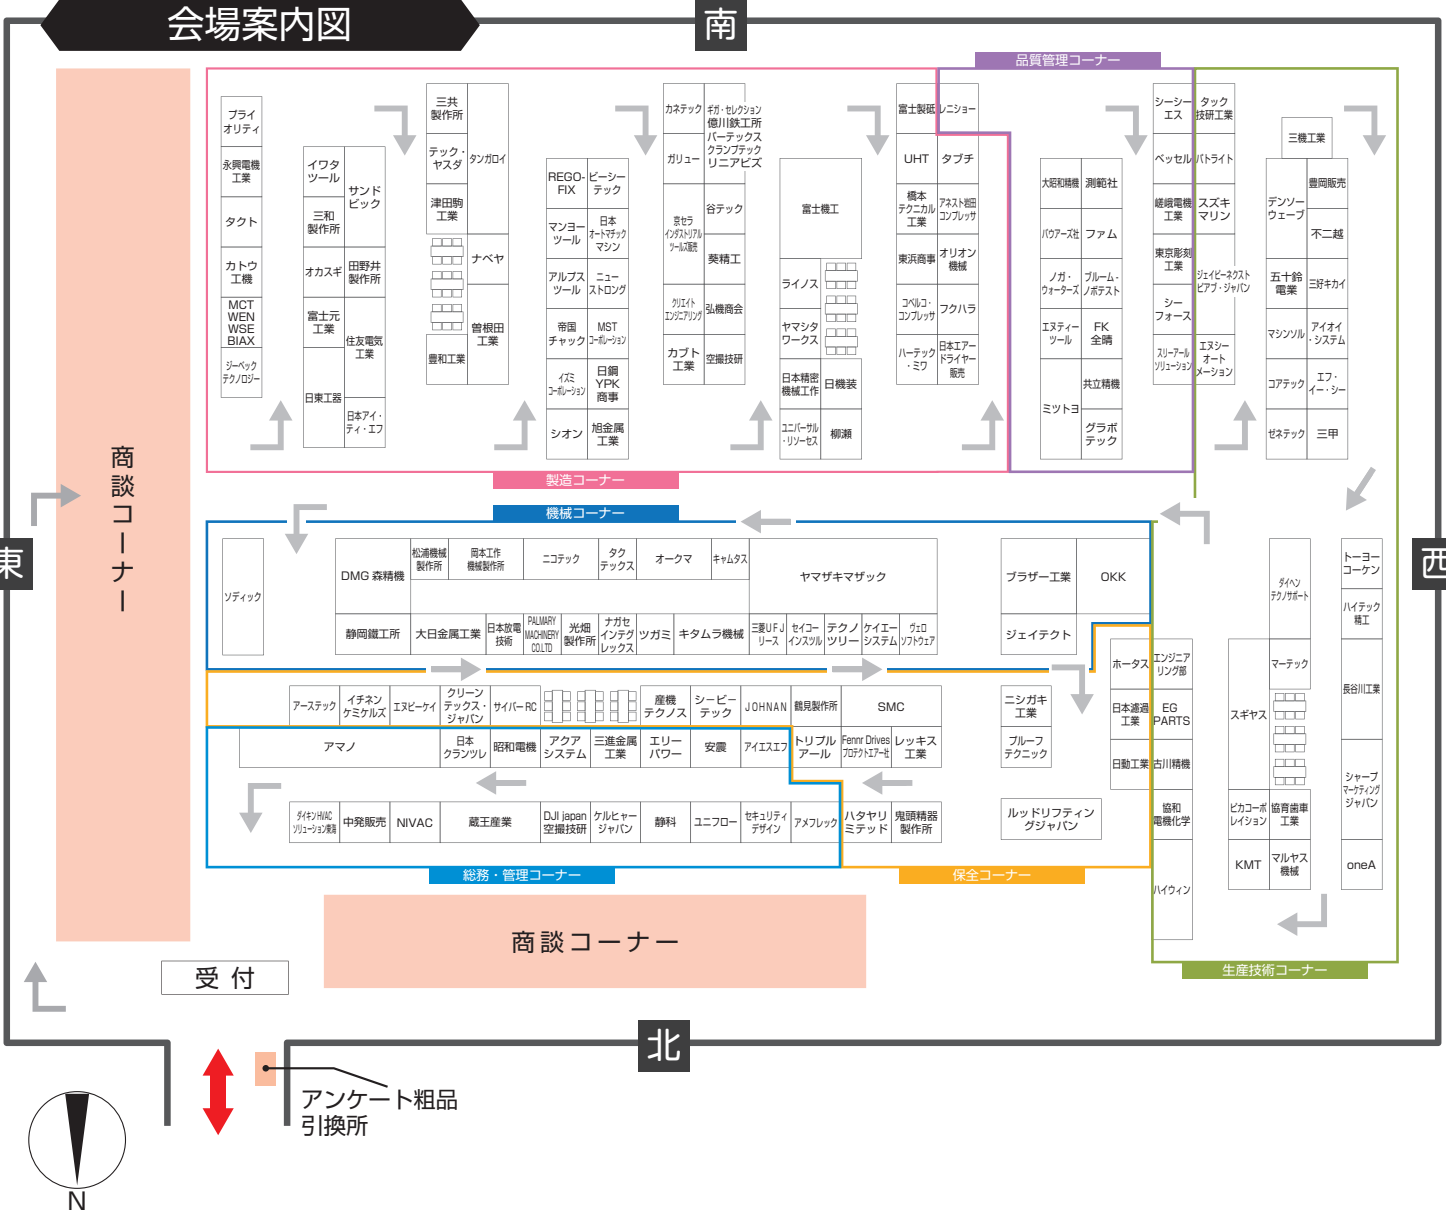 会場案内図
南
品質管理コーナー
商談コーナー
東
西
プライ
オリティ
永興電機
工業
タクト
カトウ
工機
MCT
WEN
WSE
BIAX
ジーベック
テクノロジー
イワタ
ツール
三和
製作所
オカスギ
富士元
工業
日東工器
サンド
ビック
田野井
製作所
住友電気
工業
日本アイ・
ティ・エフ
三共
製作所
テック・
ヤスダ
津田駒
工業
豊和工業
タンガロイ
ナベヤ
曽根田
工業
REGO-
FIX
マンヨー
ツール
アルプス
ツール
帝国
チャック
イズミ
コーポレーション
シオン
ビーシー
テック
日本
オートマチック
マシン
ニュー
ストロング
MST
コーポレーション
日鋼
YPK
商事
旭金属
工業
カネテック
ガリュー
京セラ
インダストリアル
ツールズ販売
クリエイト
エンジニアリング
カブト
工業
ギガ・セレクション
億川鉄工所
バーテックス
クランプテック
リニアビズ
谷テック
葵精工
弘機商会
空撮技研
富士機工
ライノス
ヤマシタ
ワークス
日本精密
機械工作
日機装
ユニバーサル
・リソーセス
柳瀬
富士製砥
レニショー
UHT
タブチ
橋本
テクニカル
工業
アネスト岩田
コンプレッサ
東浜商事
オリオン
機械
コベルコ・
コンプレッサ
フクハラ
ハーテック
・ミワ
日本エアー
ドライヤー
販売
大昭和精機
測範社
パウアーズ社
ファム
ノガ・
ウォーターズ
ブルーム・
ノボテスト
エヌティー
ツール
FK
全晴
ミツトヨ
共立精機
グラボ
テック
シーシー
エス
タック
技研工業
ベッセル
パトライト
嵯峨電機
工業
スズキ
マリン
東京彫刻
工業
ジェイピーネクスト
ピアブ・ジャパン
シー
フォース
スリーアール
ソリューション
エヌシー
オート
メーション
三機工業
デンソー
ウェーブ
豊岡販売
不二越
五十鈴
電業
三好キカイ
マシンソル
アイオイ
・システム
コアテック
エフ・
イー・シー
ゼネテック
三甲
製造コーナー
機械コーナー
ソディック
DMG 森精機
松浦機械
製作所
岡本工作
機械製作所
ニコテック
タク
テックス
オークマ
キャムタス
ヤマザキマザック
ブラザー工業
OKK
静岡鐵工所
大日金属工業
日本放電
技術
PALMARY
MACHINERY
CO.LTD
光畑
製作所
ナガセ
インテグ
レックス
ツガミ
キタムラ機械
三菱UFJ
リース
セイコー
インスツル
テクノ
ツリー
ケイエー
システム
ヴェロ
ソフトウェア
ジェイテクト
ダイヘン
テクノサポート
トーヨー
コーケン
ハイテック
精工
ホータス
エンジニア
リング部
マーテック
長谷川工業
日本濾過
工業
EG
PARTS
スギヤス
日動工業
古川精機
シャープ
マーケティング
ジャパン
協和
電機化学
ピカコーポ
レイション
協育歯車
工業
ハイウィン
KMT
マルヤス
機械
oneA
アーステック
イチネン
ケミケルズ
エヌピーケイ
クリーン
テックス・
ジャパン
サイバーRC
産機
テクノス
シーピー
テック
JOHNAN
鶴見製作所
SMC
ニシガキ
工業
アマノ
日本
クランツレ
昭和電機
アクア
システム
三進金属
工業
エリー
パワー
安震
アイエスエフ
トリプル
アール
Fennr Drives
プロテクトエアー社
レッキス
工業
プルーフ
テクニック
ダイキンHVAC
ソリューション東海
中発販売
NIVAC
蔵王産業
DJI japan
空撮技研
ケルヒャー
ジャパン
静科
ユニフロー
セキュリティ
デザイン
アメフレック
ハタヤリ
ミテッド
鬼頭精器
製作所
ルッドリフティン
グジャパン
総務・管理コーナー
保全コーナー
商談コーナー
生産技術コーナー
受付
北
アンケート粗品
引換所
N